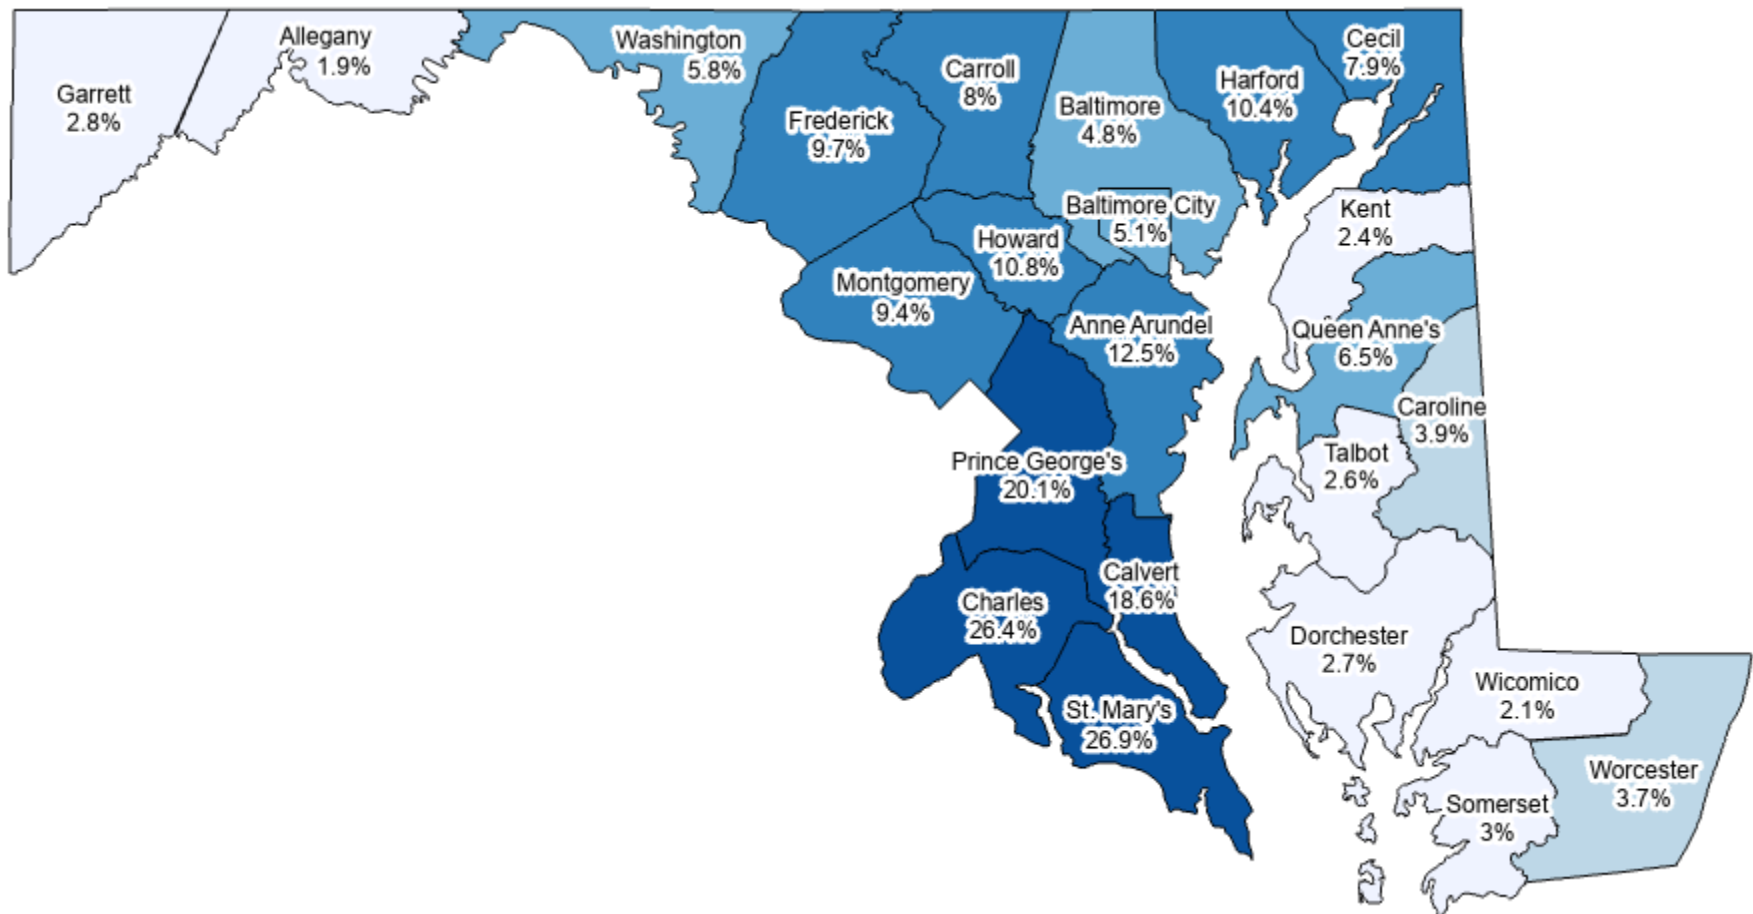 Garrett
2.8%
Allegany
1.9%
Washington
5.8%
Frederick
9.7%
Carroll
8%
Baltimore
4.8%
Harford
10.4%
Cecil
7.9%
Baltimore City
5.1%
Howard
10.8%
Montgomery
9.4%
Anne Arundel
12.5%
Kent
2.4%
Queen Anne's
6.5%
Caroline
3.9%
Talbot
2.6%
Prince George's
20.1%
Calvert
18.6%
Charles
26.4%
St. Mary's
26.9%
Dorchester
2.7%
Wicomico
2.1%
Worcester
3.7%
Somerset
3%